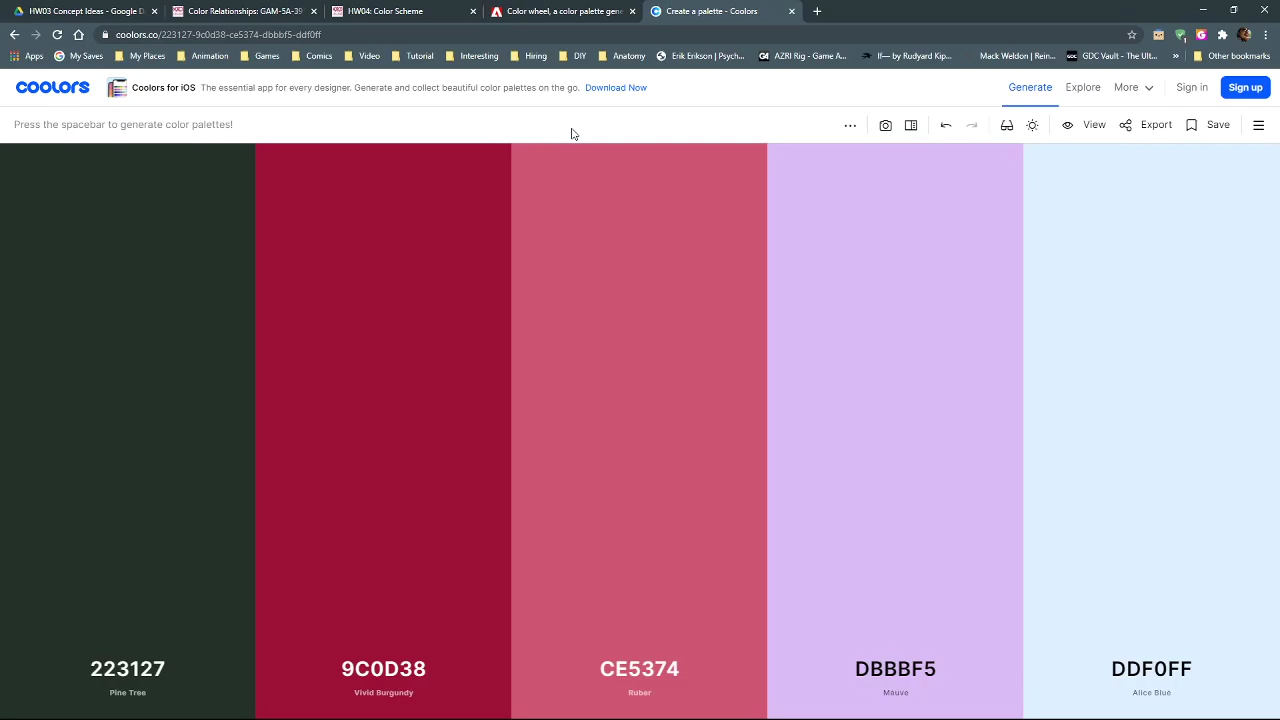 HW03 Concept Ideas - Google D
Color Relationships: GAM-5A-39
HW04 Color Scheme
Color wheel, a color palette gen
Create a palette - Coolors
coolors.co/223127-9c0d38-ce5374-dbbbf5-ddf0ff
Apps
My Saves
My Places
Animation
Games
Comics
Video
Tutorial
Interesting
Hiring
DIY
Anatomy
Erik Erikson | Psych...
AZRI Rig - Game A...
If— by Rudyard Kip...
Mack Weldon | Rein...
GDC Vault - The Ult...
»
Other bookmarks
coolors
Coolors for iOS The essential app for every designer. Generate and collect beautiful color palettes on the go. Download Now
Generate
Explore
More
Sign in
Sign up
Press the spacebar to generate color palettes!
View
Export
Save
223127
Pine Tree
9C0D38
Vivid Burgundy
CE5374
Ruber
DBBBF5
Mauve
DDF0FF
Alice Blue